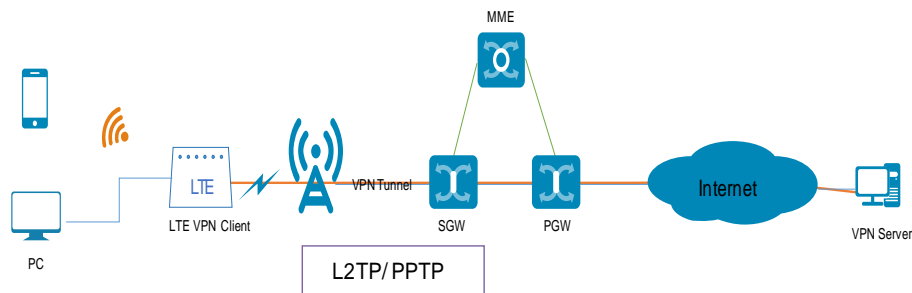 MME
LTE
VPN Tunnel
Internet
LTE VPN Client
SGW
PGW
VPN Server
PC
L2TP/ PPTP